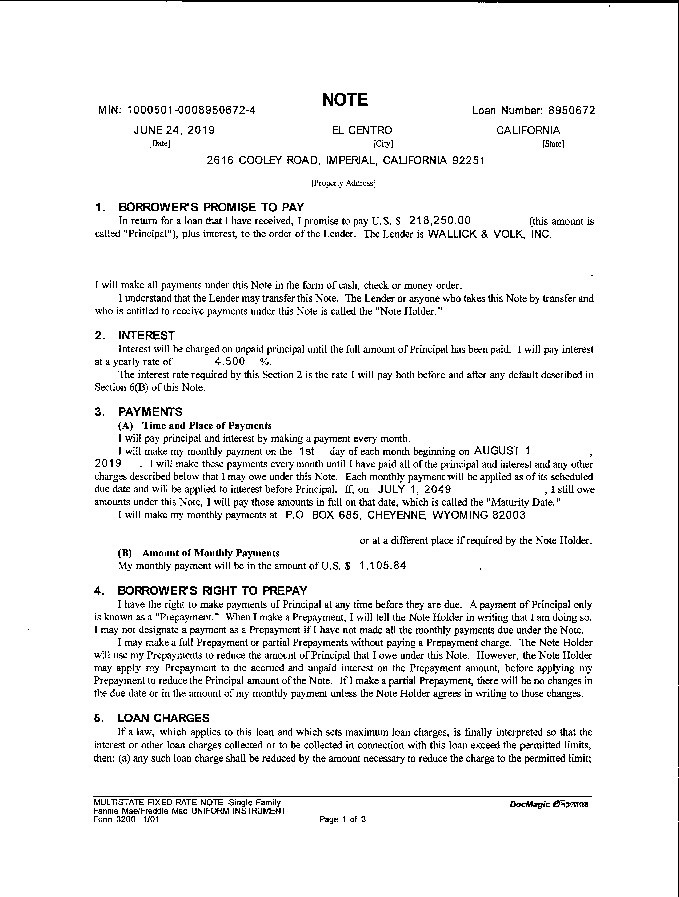 NOTE
MIN: 1000501-0008950672-4 Loan Number: 8950672
JUNE 24, 2019 EL CENTRO CALIFORNIA
[Date] [City] [State]
2616 COOLEY ROAD, IMPERIAL, CALIFORNIA 92251
[Property Address]
1. BORROWER'S PROMISE TO PAY
In return for a loan that I have received, I promise to pay U.S. $ 218,250.00 (this amount is
called "Principal"), plus interest, to the order of the Lender. The Lender is WALLICK & VOLK, INC.
I will make all payments under this Note in the form of cash, check or money order.
I understand that the Lender may transfer this Note. The Lender or anyone who takes this Note by transfer and
who is entitled to receive payments under this Note is called the "Note Holder."
2. INTEREST
Interest will be charged on unpaid principal until the full amount of Principal has been paid. I will pay interest
at a yearly rate of 4.500 %.
The interest rate required by this Section 2 is the rate I will pay both before and after any default described in
Section 6(B) of this Note.
3. PAYMENTS
(A) Time and Place of Payments
I will pay principal and interest by making a payment every month.
I will make my monthly payment on the 1st day of each month beginning on AUGUST 1 ,
2019 . I will make these payments every month until I have paid all of the principal and interest and any other
charges described below that I may owe under this Note. Each monthly payment will be applied as of its scheduled
due date and will be applied to interest before Principal. If, on JULY 1, 2049 , I still owe
amounts under this Note, I will pay those amounts in full on that date, which is called the "Maturity Date."
I will make my monthly payments at P.O BOX 685, CHEYENNE, WYOMING 82003
or at a different place if required by the Note Holder.
(B) Amount of Monthly Payments
My monthly payment will be in the amount of U.S. $ 1,105.84 .
4. BORROWER'S RIGHT TO PREPAY
I have the right to make payments of Principal at any time before they are due. A payment of Principal only
is known as a "Prepayment." When I make a Prepayment, I will tell the Note Holder in writing that I am doing so.
I may not designate a payment as a Prepayment if I have not made all the monthly payments due under the Note.
I may make a full Prepayment or partial Prepayments without paying a Prepayment charge. The Note Holder
will use my Prepayments to reduce the amount of Principal that I owe under this Note. However, the Note Holder
may apply my Prepayment to the accrued and unpaid interest on the Prepayment amount, before applying my
Prepayment to reduce the Principal amount of the Note. If I make a partial Prepayment, there will be no changes in
the due date or in the amount of my monthly payment unless the Note Holder agrees in writing to those changes.
5. LOAN CHARGES
If a law, which applies to this loan and which sets maximum loan charges, is finally interpreted so that the
interest or other loan charges collected or to be collected in connection with this loan exceed the permitted limits,
then: (a) any such loan charge shall be reduced by the amount necessary to reduce the charge to the permitted limit;
MULTISTATE FIXED RATE NOTE-Single Family DocMagic
Fannie Mae/Freddie Mac UNIFORM INSTRUMENT
Form 3200 1/01 Page 1 of 3